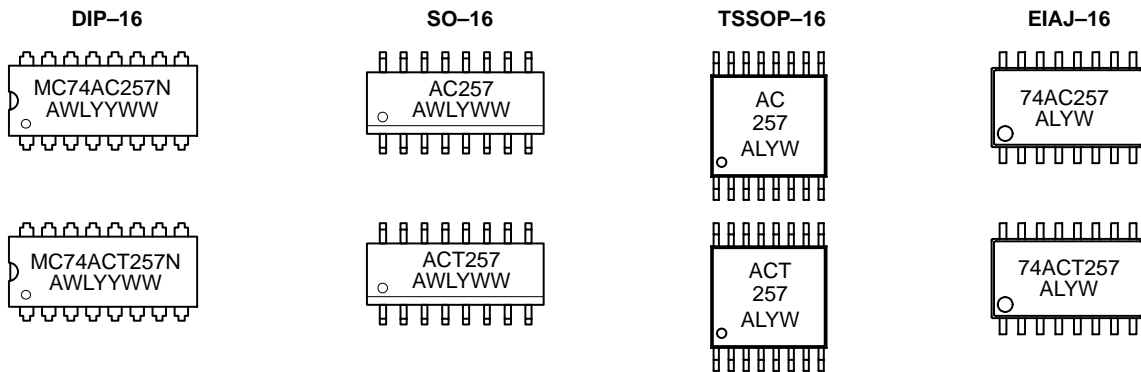 DIP–16
SO–16
TSSOP–16
EIAJ–16
MC74AC257N
AWLYYWW
AC257
AWLYWW
AC
257
ALYW
74AC257
ALYW
MC74ACT257N
AWLYYWW
ACT257
AWLYWW
ACT
257
ALYW
74ACT257
ALYW